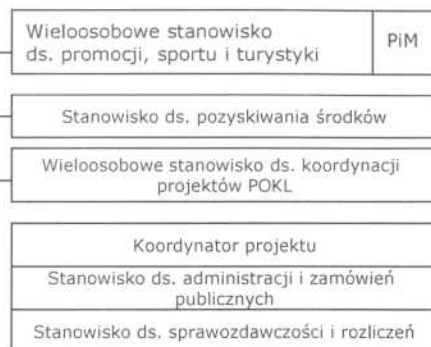 Wieloosobowe stanowisko
ds. promocji, sportu i turystyki
PiM
Stanowisko ds. pozyskiwania środków
Wieloosobowe stanowisko ds. koordynacji
projektów POKL
Koordynator projektu
Stanowisko ds. administracji i zamówień
publicznych
Stanowisko ds. sprawozdawczości i rozliczeń